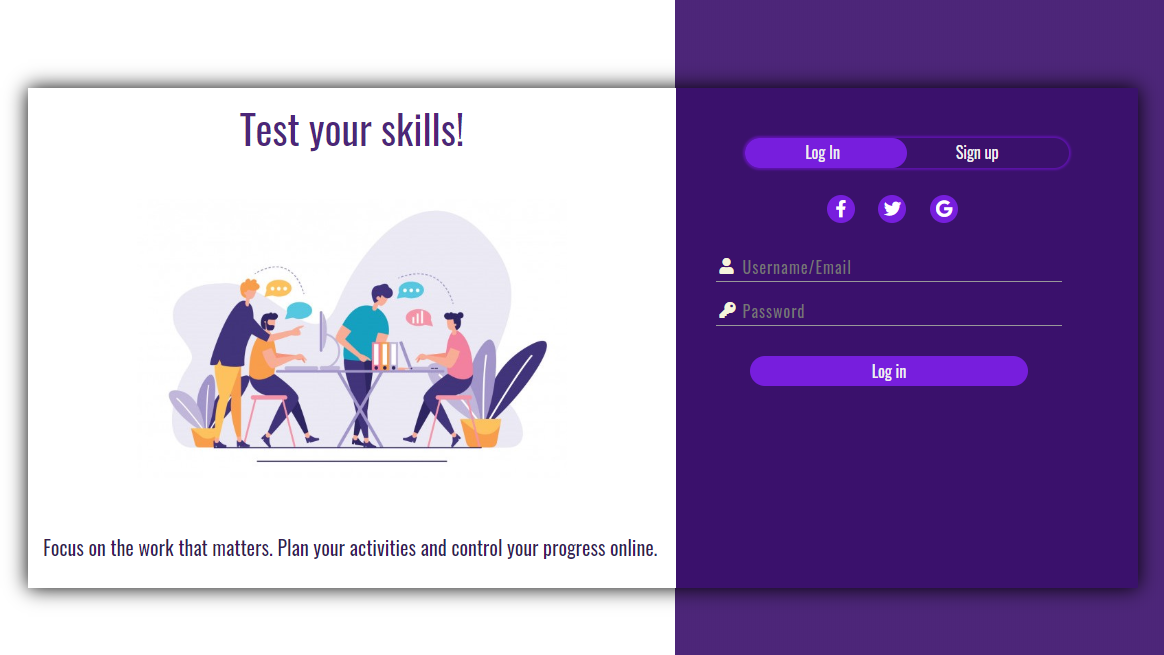 Test your skills!
Focus on the work that matters. Plan your activities and control your progress online.
Log In
Sign up
Username/Email
Password
Log in